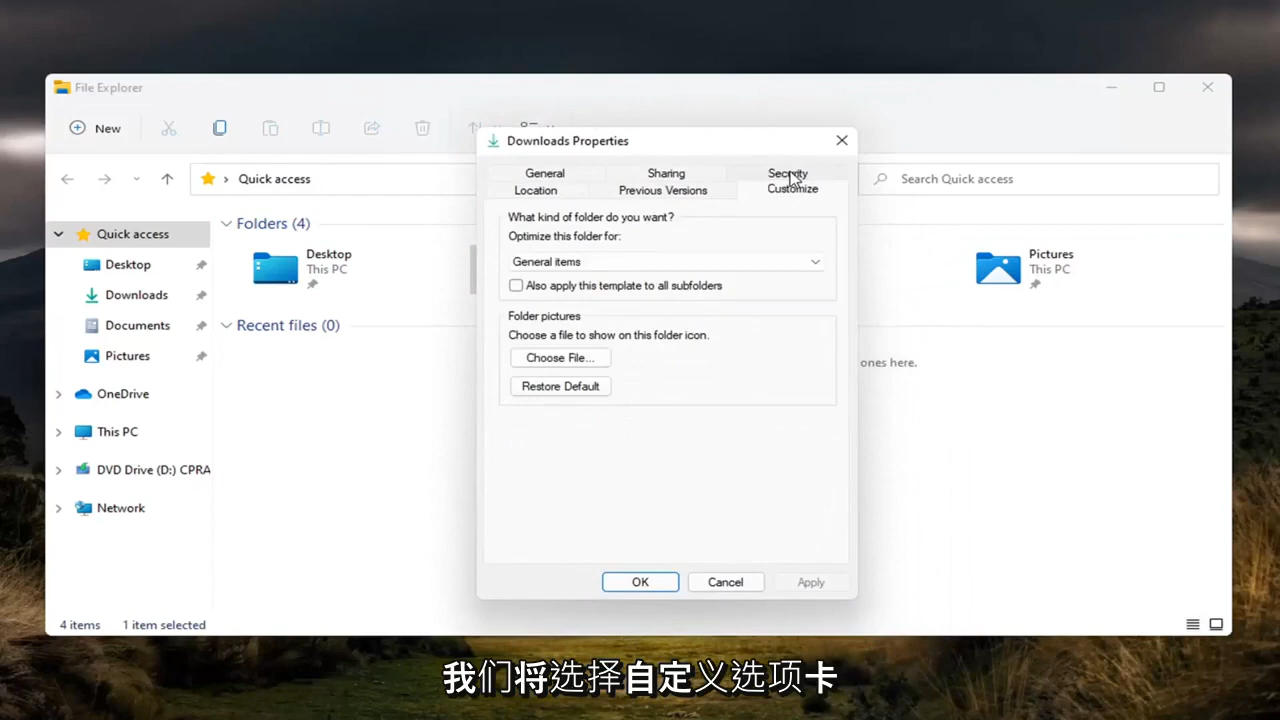 File Explorer
New
Downloads Properties
General
Sharing
Security
Location
Previous Versions
Customize
Quick access
Search Quick access
What kind of folder do you want?
Optimize this folder for:
General items
Also apply this template to all subfolders
Folder pictures
Choose a file to show on this folder icon.
Choose File...
Restore Default
OK
Cancel
Apply
Quick access
Desktop
Downloads
Documents
Pictures
OneDrive
This PC
DVD Drive (D:) CPRA
Network
Folders (4)
Desktop
This PC
Pictures
This PC
Recent files (0)
ones here.
4 items
1 item selected
我们将选择自定义选项卡